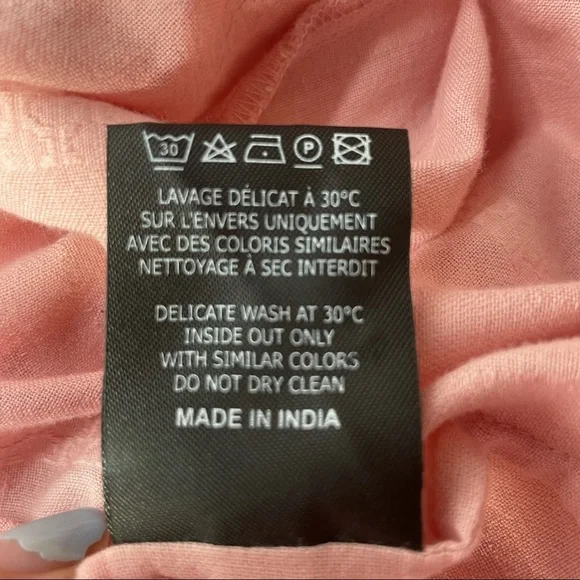 30 P
LAVAGE DÉLICAT À 30°C
SUR L'ENVERS UNIQUEMENT
AVEC DES COLORIS SIMILAIRES
NETTOYAGE À SEC INTERDIT
DELICATE WASH AT 30°C
INSIDE OUT ONLY
WITH SIMILAR COLORS
DO NOT DRY CLEAN
MADE IN INDIA